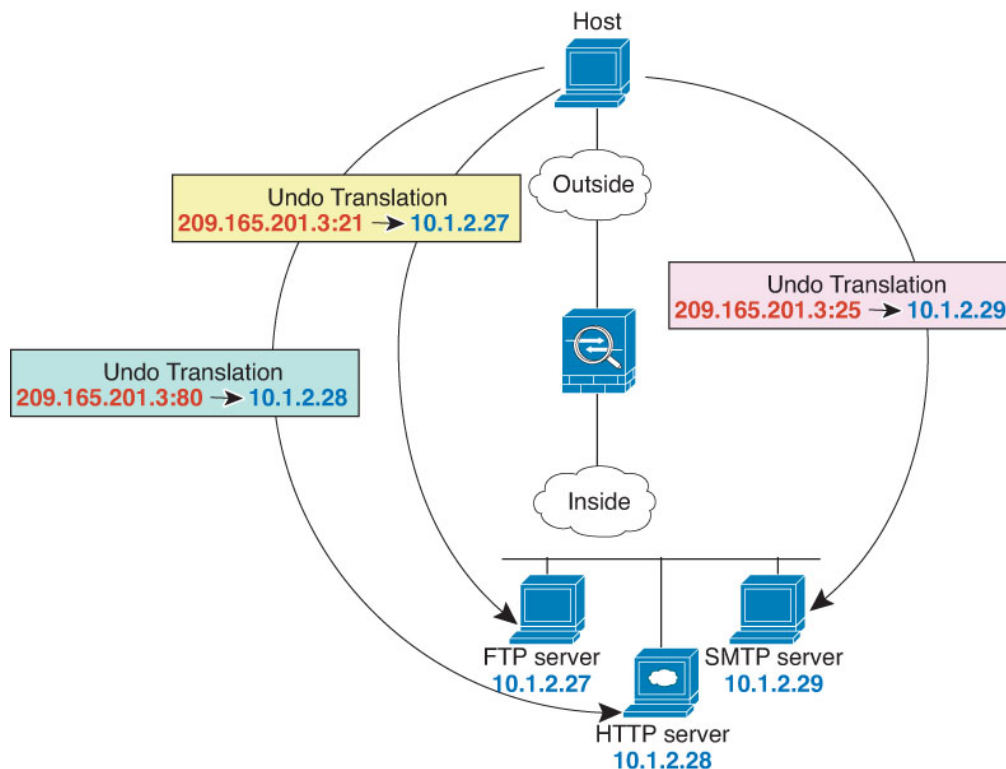 Host
Outside
Undo Translation
209.165.201.3:21 → 10.1.2.27
Undo Translation
209.165.201.3:25 → 10.1.2.29
Undo Translation
209.165.201.3:80 → 10.1.2.28
Inside
FTP server
10.1.2.27
SMTP server
10.1.2.29
HTTP server
10.1.2.28